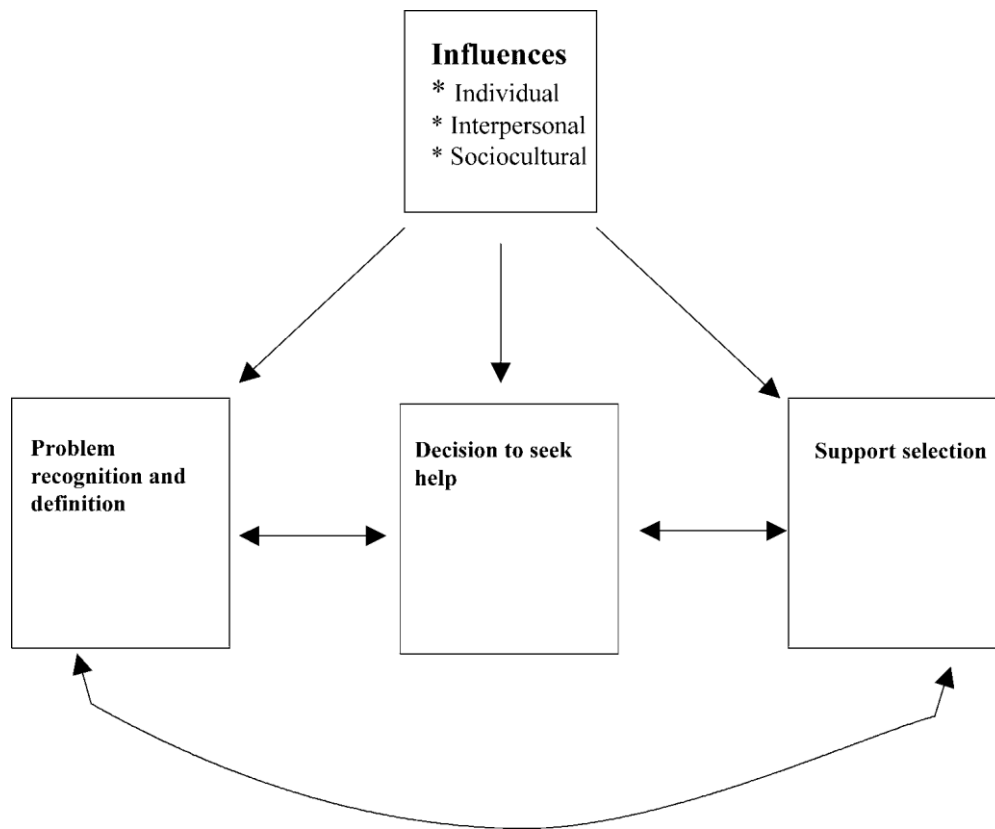 Influences
* Individual
* Interpersonal
* Sociocultural
Problem
recognition and
definition
Decision to seek
help
Support selection